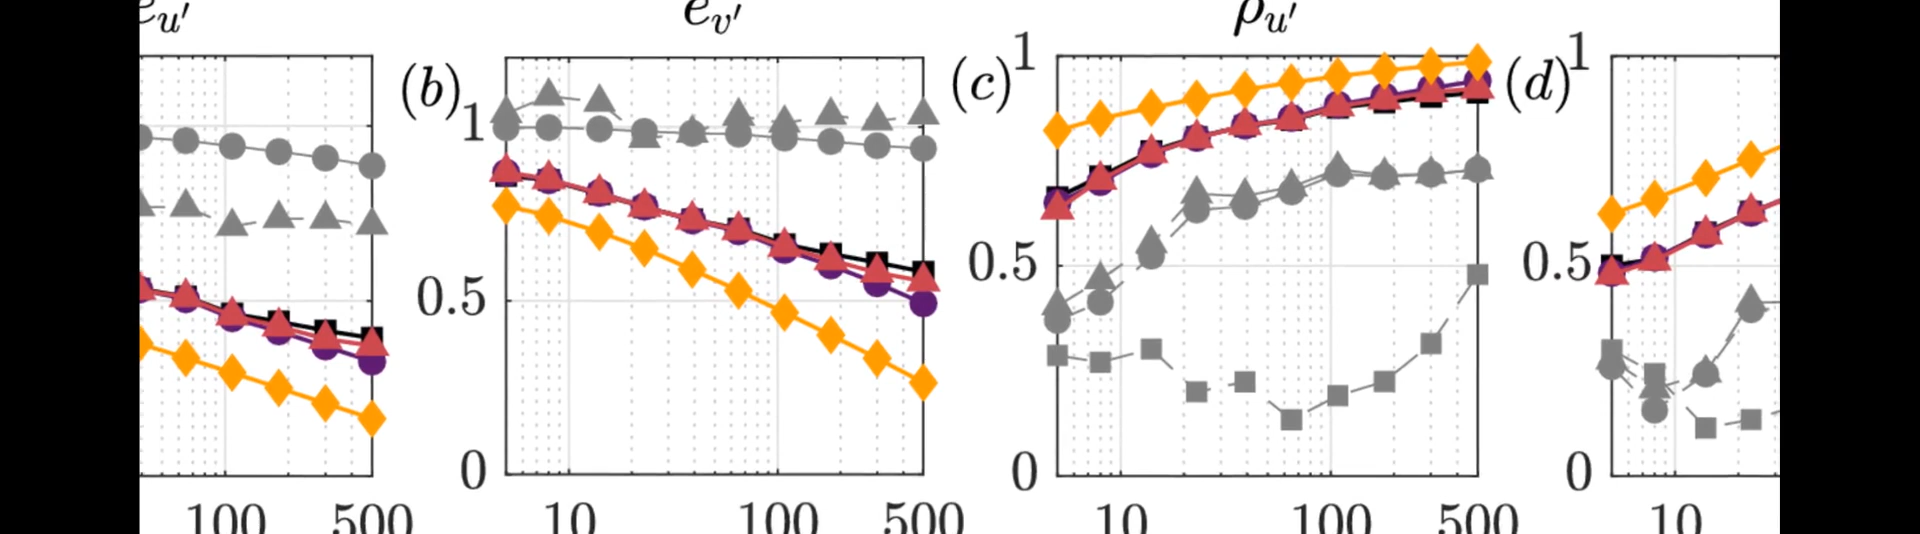 e_{u'} e_{v'} ρ_{u'}
(b) (c) 1 (d) 1
1
0.5 0.5 0.5
0 0 0
100 500 10 100 500 10 100 500 10